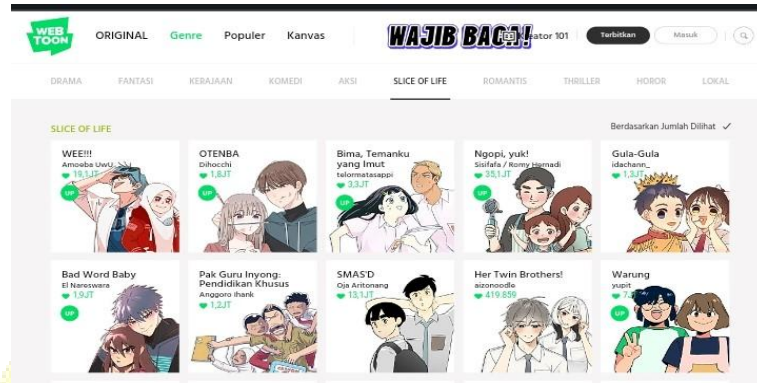 WEB
TOON
ORIGINAL Genre Populer Kanvas WAJIB BACA! ator 101 Terbitkan Masuk
DRAMA FANTASI KERAJAAN KOMEDI AKSI SLICE OF LIFE ROMANTIS THRILLER HOROR LOKAL
SLICE OF LIFE
Berdasarkan Jumlah Dilihat
WEE!!!
Amoeba UwU
19,1JT
UP
OTENBA
Dihocchi
1,8JT
UP
Bima, Temanku
yang Imut
telormatasappi
3,3JT
UP
Ngopi, yuk!
Sisifafa / Romy Hernadi
35,1JT
UP
Gula-Gula
idachann_
1,3JT
UP
Bad Word Baby
El Nareswara
1,9JT
UP
Pak Guru Inyong:
Pendidikan Khusus
Anggoro Ihank
1,2JT
SMAS'D
Oja Aritonang
13,1JT
Her Twin Brothers!
aizonoodle
419.859
Warung
yupit
UP